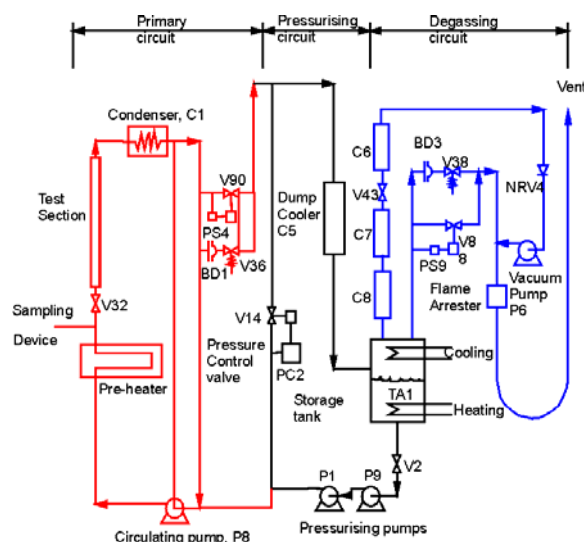 Primary circuit
Pressurising circuit
Degassing circuit
Vent
Condenser, C1
C6
BD3
V38
V90
NRV4
Test
Section
Dump
Cooler
C5
V43
PS4
C7
V8
8
BD1
V36
PS9
Vacuum
Pump
P6
V32
C8
Flame
Arrester
Sampling
Device
V14
Pressure
Control
valve
PC2
Cooling
Pre-heater
Storage
tank
TA1
Heating
V2
P1
P9
Pressurising pumps
Circulating pump, P8